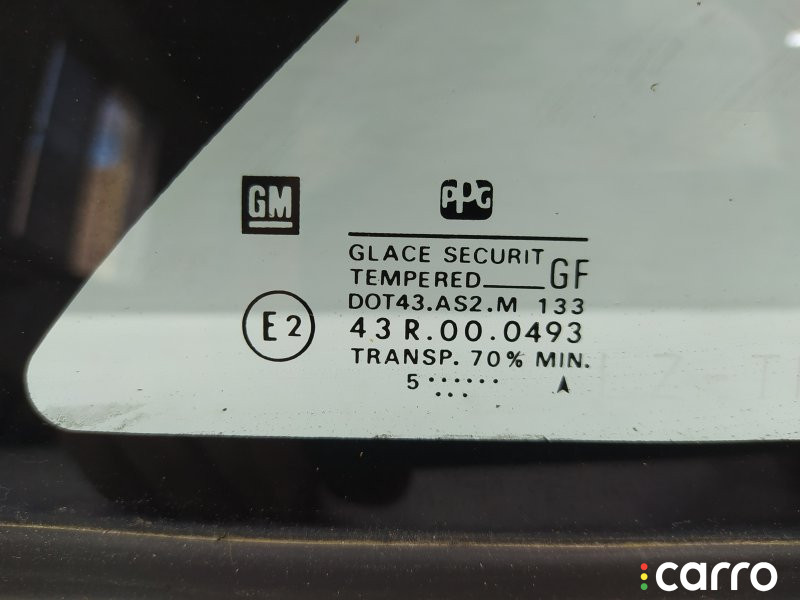 GM
PPG
GLACE SECURIT
TEMPERED GF
DOT43.AS2.M 133
E2
43 R.00.0493
TRANSP. 70% MIN.
5 ······
···
carro